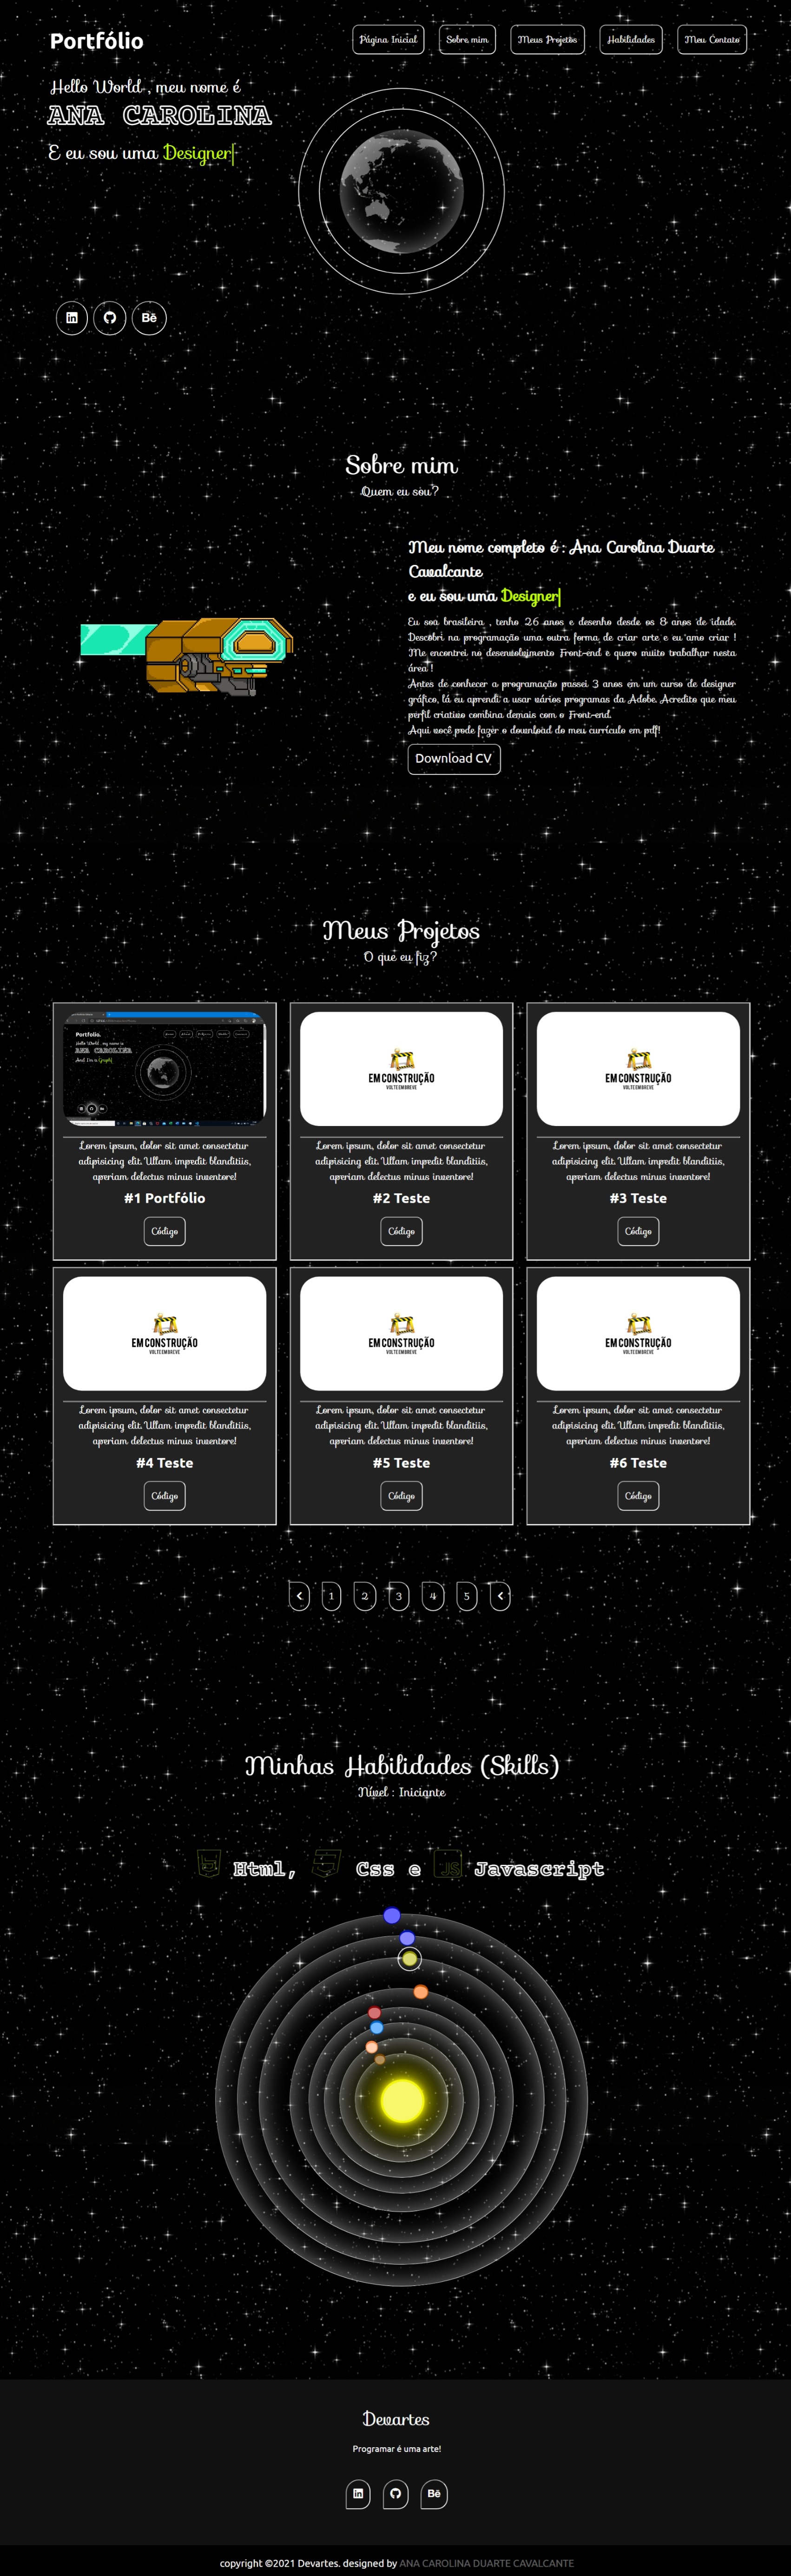 Portfólio
Página Inicial
Sobre mim
Meus Projetos
Habilidades
Meu Contato
Hello World , meu nome é
ANA CAROLINA
E eu sou uma Designer
Bē
Sobre mim
Quem eu sou?
Meu nome completo é : Ana Carolina Duarte
Cavalcante
e eu sou uma Designer
Eu sou brasileira , tenho 26 anos e desenho desde os 8 anos de idade.
Descobri na programação uma outra forma de criar arte e eu amo criar !
Me encontrei no desenvolvimento Front-end e quero muito trabalhar nesta
área !
Antes de conhecer a programação passei 3 anos em um curso de designer
gráfico, lá eu aprendi a usar vários programas da Adobe. Acredito que meu
perfil criativo combina demais com o Front-end.
Aqui você pode fazer o download do meu currículo em pdf!
Download CV
Meus Projetos
O que eu fiz?
Portfolio.
Hello World , my name is
ANA CAROLINA
Lorem ipsum, dolor sit amet consectetur
adipisicing elit. Ullam impedit blanditiis,
aperiam delectus minus inventore!
#1 Portfólio
Código
EM CONSTRUÇÃO
VOLTE EM BREVE
Lorem ipsum, dolor sit amet consectetur
adipisicing elit. Ullam impedit blanditiis,
aperiam delectus minus inventore!
#2 Teste
Código
EM CONSTRUÇÃO
VOLTE EM BREVE
Lorem ipsum, dolor sit amet consectetur
adipisicing elit. Ullam impedit blanditiis,
aperiam delectus minus inventore!
#3 Teste
Código
EM CONSTRUÇÃO
VOLTE EM BREVE
Lorem ipsum, dolor sit amet consectetur
adipisicing elit. Ullam impedit blanditiis,
aperiam delectus minus inventore!
#4 Teste
Código
EM CONSTRUÇÃO
VOLTE EM BREVE
Lorem ipsum, dolor sit amet consectetur
adipisicing elit. Ullam impedit blanditiis,
aperiam delectus minus inventore!
#5 Teste
Código
EM CONSTRUÇÃO
VOLTE EM BREVE
Lorem ipsum, dolor sit amet consectetur
adipisicing elit. Ullam impedit blanditiis,
aperiam delectus minus inventore!
#6 Teste
Código
1 2 3 4 5
Minhas Habilidades (Skills)
Nível : Iniciante
Html, Css e JS Javascript
Devartes
Programar é uma arte!
Bē
copyright ©2021 Devartes. designed by ANA CAROLINA DUARTE CAVALCANTE